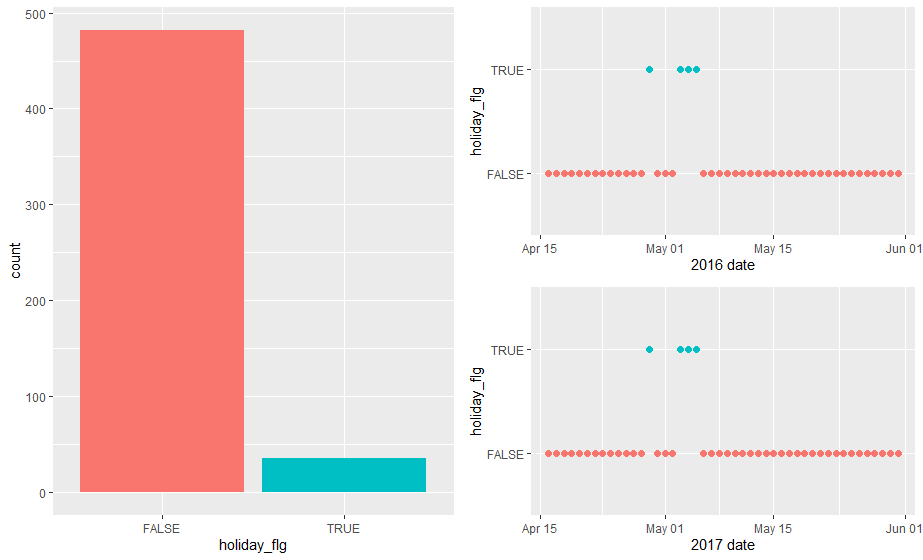 count
500
400
300
200
100
0
FALSE TRUE
holiday_flg
holiday_flg
TRUE
FALSE
Apr 15 May 01 May 15 Jun 01
2016 date
holiday_flg
TRUE
FALSE
Apr 15 May 01 May 15 Jun 01
2017 date